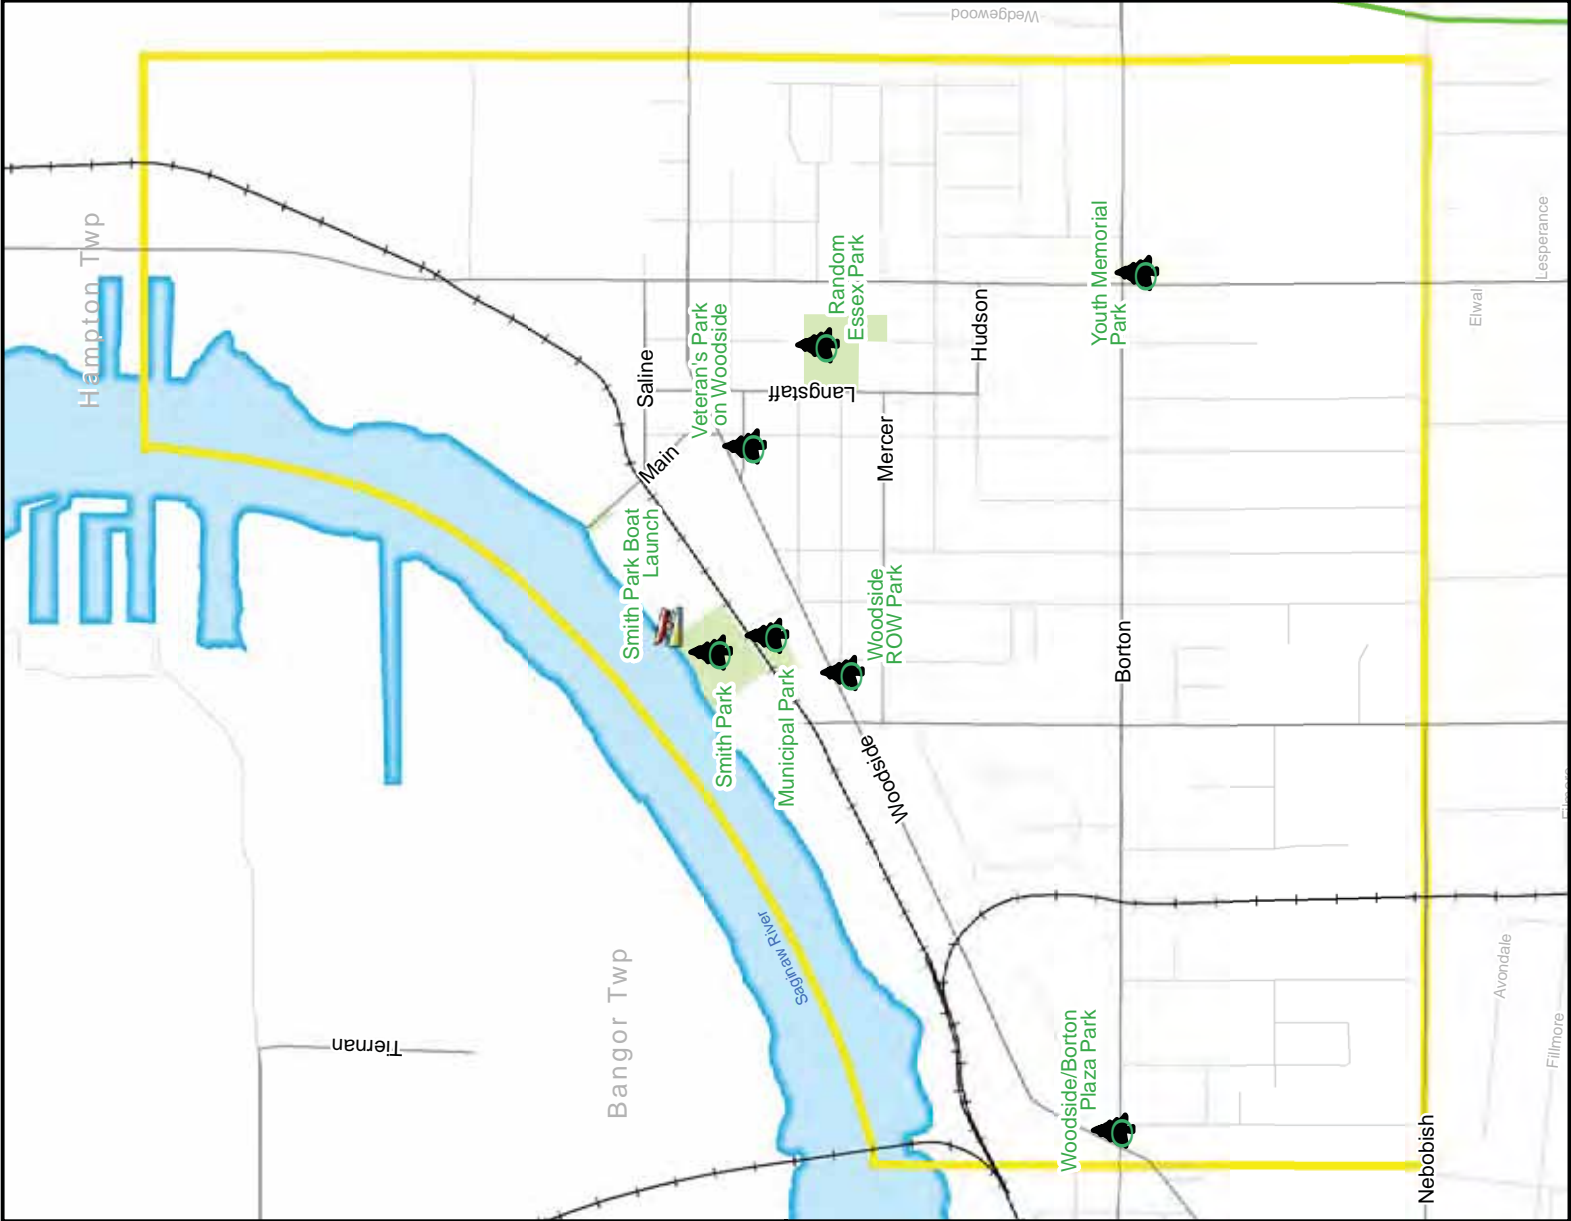 Wedgewood
Hampton Twp
Lesperance
Elwal
Youth Memorial
Park
Random
Essex Park
Hudson
Veteran's Park
on Woodside
Saline
Langstaff
Mercer
Main
Smith Park Boat
Launch
Woodside
ROW Park
Borton
Smith Park
Municipal Park
Woodside
Saginaw River
Avondale
Fillmore
Bangor Twp
Tiernan
Woodside/Borton
Plaza Park
Nebobish